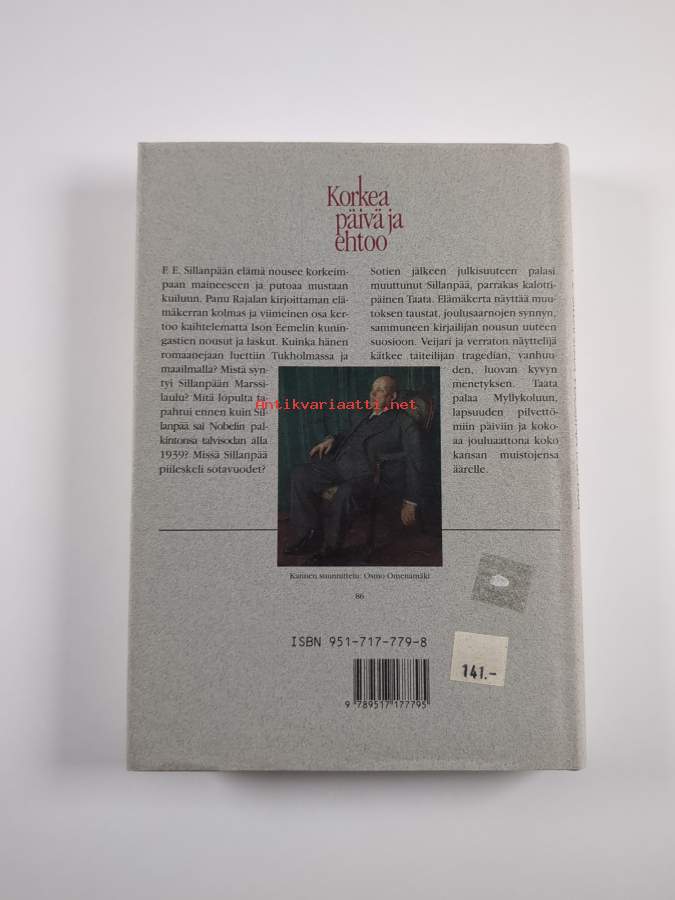 Korkea
päivä ja
ehtoo
F. E. Sillanpään elämä nousee korkeim-
paan maineeseen ja putoaa mustaan
kuiluun. Panu Rajalan kirjoittaman elä-
mäkerran kolmas ja viimeinen osa ker-
too kaihtelematta Ison Eemelin kunin-
gastien nousut ja laskut. Kuinka hänen
romaanejaan luettiin Tukholmassa ja
maailmalla? Mistä syn-
tyi Sillanpään Marssi-
laulu? Mitä lopulta ta-
pahtui ennen kuin Sil-
lanpää sai Nobelin pal-
kintonsa talvisodan alla
1939? Missä Sillanpää
piileskeli sotavuodet?
Sotien jälkeen julkisuuteen palasi
muuttunut Sillanpää, parrakas kalotti-
päinen Taata. Elämäkerta näyttää muu-
toksen taustat, joulusaarnojen synnyn,
sammuneen kirjailijan nousun uuteen
suosioon. Veijari ja verraton näyttelijä
kätkee taiteilijan tragedian, vanhuu-
den, luovan kyvyn
menetyksen. Taata
palaa Myllykoluun,
lapsuuden pilvettö-
miin päiviin ja koko-
aa jouluaattona koko
kansan muistojensa
äärelle.
Antikvariaatti.net
Kannen suunnittelu: Osmo Omenamäki
86
ISBN 951-717-779-8
141.-
9 789517 177795